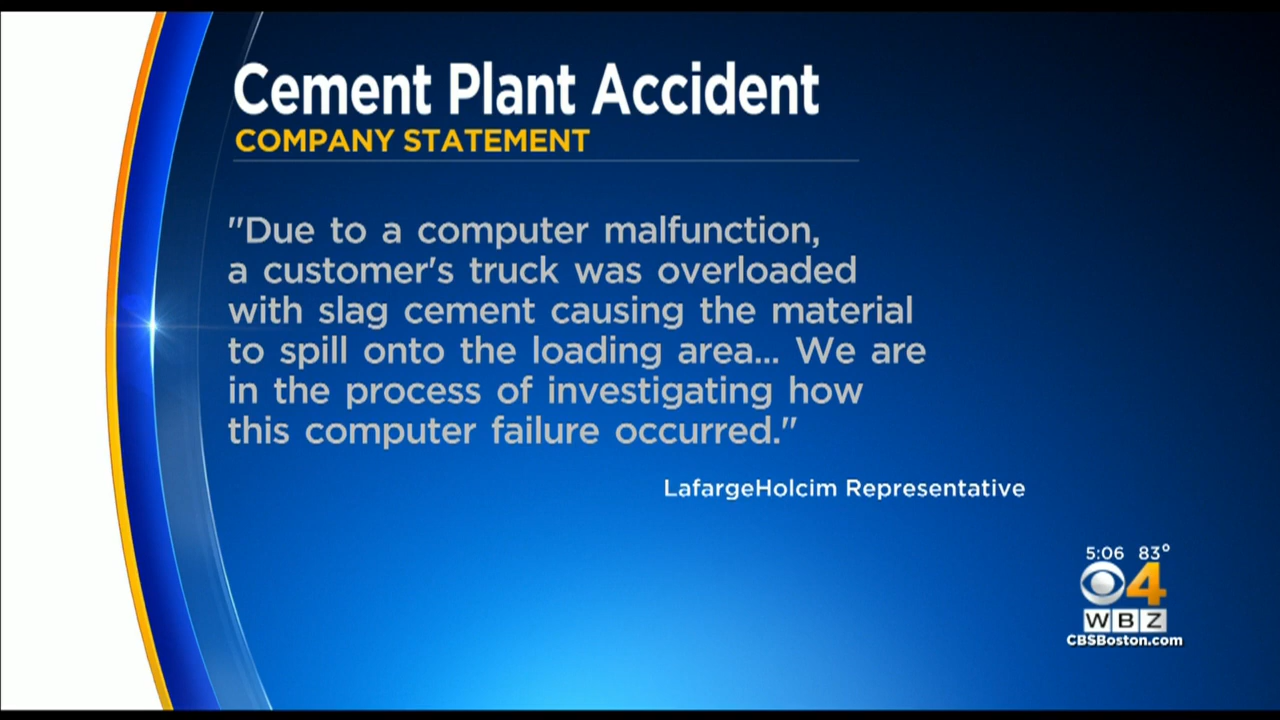 Cement Plant Accident
COMPANY STATEMENT
"Due to a computer malfunction,
a customer's truck was overloaded
with slag cement causing the material
to spill onto the loading area... We are
in the process of investigating how
this computer failure occurred."
LafargeHolcim Representative
5:06 83°
4
WBZ
CBSBoston.com